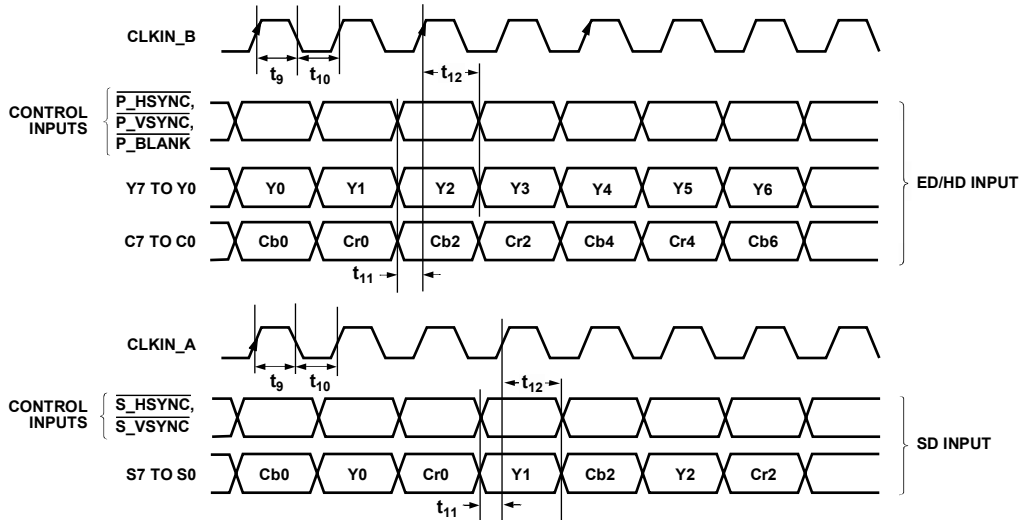 CLKIN_B
t9 t10 t12
CONTROL INPUTS
P_HSYNC,
P_VSYNC,
P_BLANK
Y7 TO Y0 Y0 Y1 Y2 Y3 Y4 Y5 Y6
ED/HD INPUT
C7 TO C0 Cb0 Cr0 Cb2 Cr2 Cb4 Cr4 Cb6
t11
CLKIN_A
t9 t10 t12
CONTROL INPUTS
S_HSYNC,
S_VSYNC
SD INPUT
S7 TO S0 Cb0 Y0 Cr0 Y1 Cb2 Y2 Cr2
t11